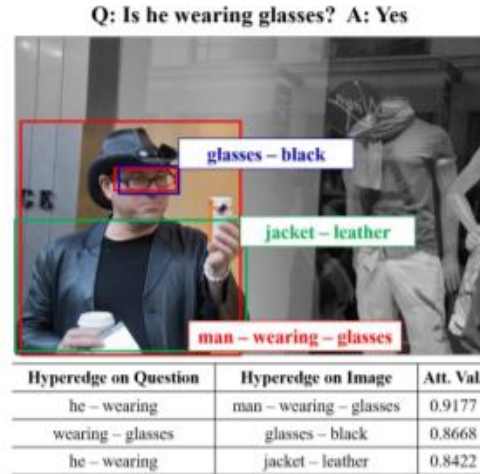 Q: Is he wearing glasses? A: Yes
glasses – black
jacket – leather
man – wearing – glasses
Hyperedge on Question Hyperedge on Image Att. Val.
he – wearing man – wearing – glasses 0.9177
wearing – glasses glasses – black 0.8668
he – wearing jacket – leather 0.8422